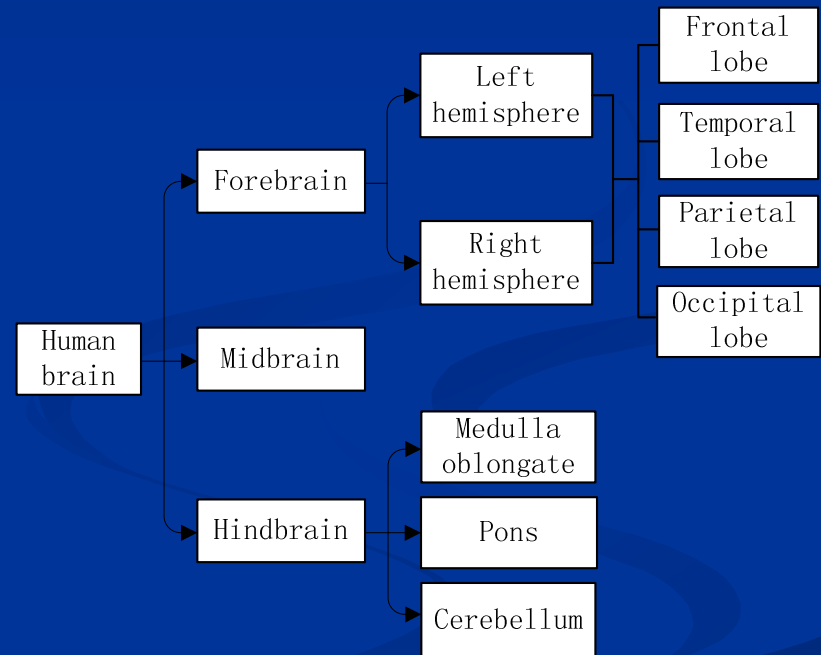 Frontal
lobe
Left
hemisphere
Temporal
lobe
Forebrain
Parietal
lobe
Right
hemisphere
Occipital
lobe
Human
brain
Midbrain
Medulla
oblongate
Hindbrain
Pons
Cerebellum